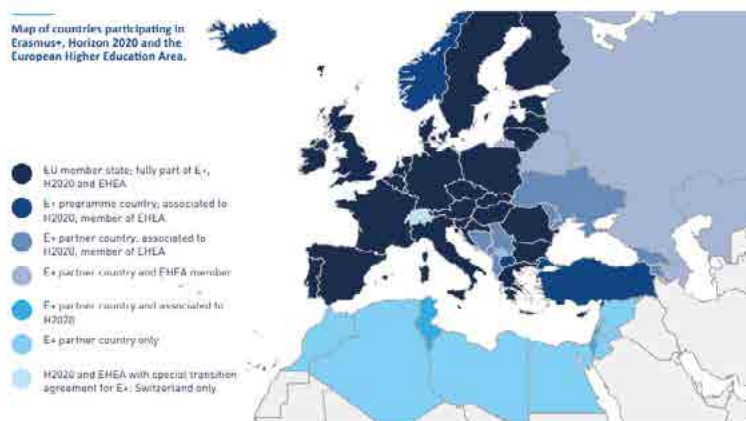 Map of countries participating in
Erasmus+, Horizon 2020 and the
European Higher Education Area.
EU member state; fully part of E+,
H2020 and EHEA
E+ programme country; associated to
H2020, member of EHEA
E+ partner country; associated to
H2020, member of EHEA
E+ partner country and EHEA member
E+ partner country and associated to
H2020
E+ partner country only
H2020 and EHEA with special transition
agreement for E+: Switzerland only